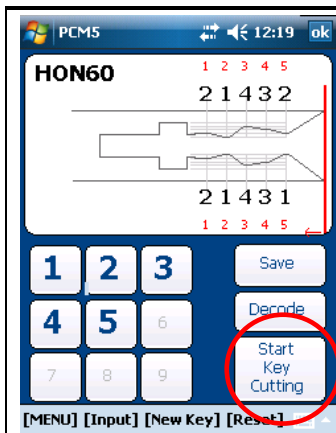 PCM5 12:19 ok
HON60
1 2 3 4 5
2 1 4 3 2
2 1 4 3 1
1 2 3 4 5
1 2 3 Save
4 5 6 Decode
7 8 9 Start
Key
Cutting
[MENU] [Input] [New Key] [Reset]